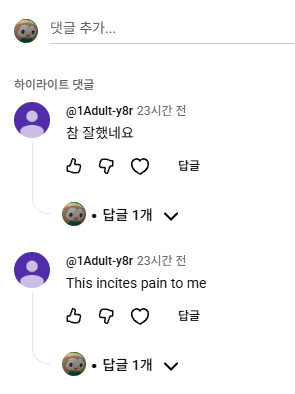 댓글 추가...
하이라이트 댓글
@1Adult-y8r 23시간 전
참 잘했네요
답글
• 답글 1개
@1Adult-y8r 23시간 전
This incites pain to me
답글
• 답글 1개